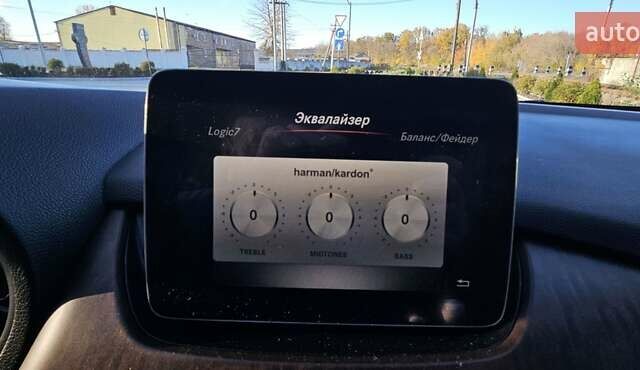 auto
Эквалайзер
Logic7
Баланс/Фейдер
harman/kardon®
0 0 0
TREBLE MIDTONES BASS